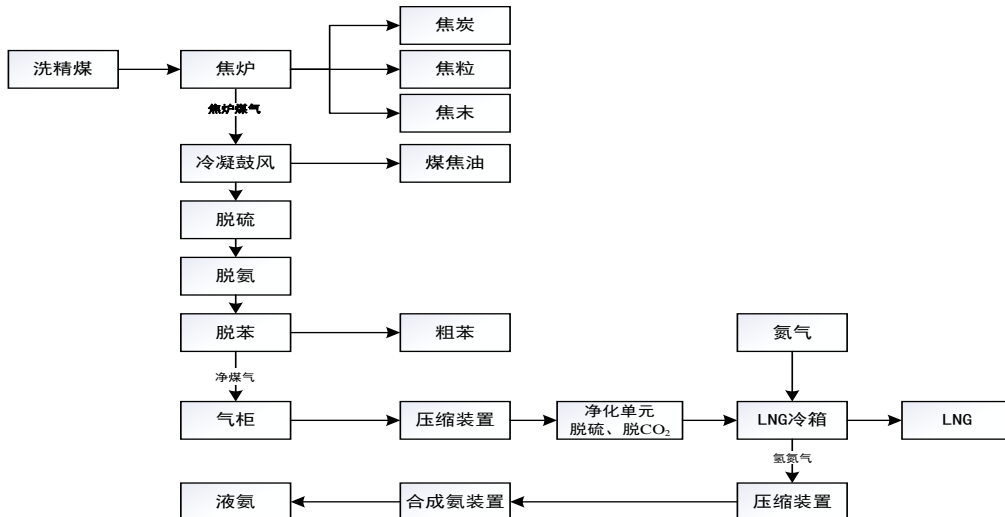 焦炭
洗精煤
焦炉
焦粒
焦炉煤气
焦末
冷凝鼓风
煤焦油
脱硫
脱氨
脱苯
粗苯
氮气
净煤气
气柜
压缩装置
净化单元
脱硫、脱CO₂
LNG冷箱
LNG
氢氮气
液氨
合成氨装置
压缩装置